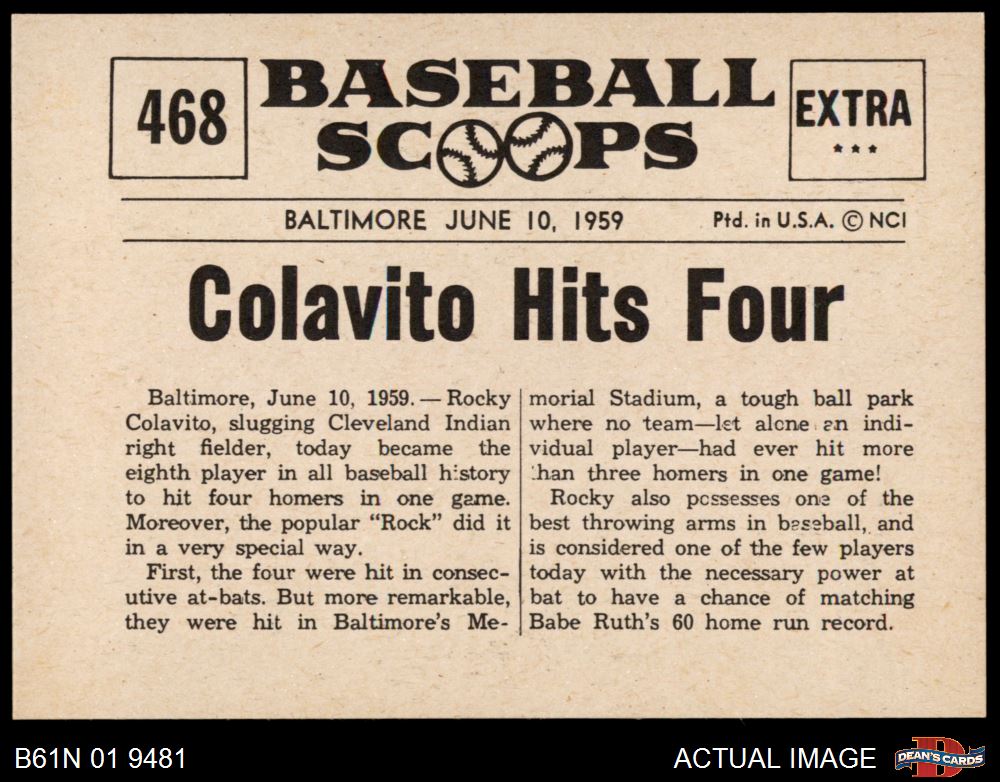 468
BASEBALL
SCOOPS
EXTRA
***
BALTIMORE JUNE 10, 1959
Ptd. in U.S.A. © NCI
Colavito Hits Four
Baltimore, June 10, 1959. — Rocky
Colavito, slugging Cleveland Indian
right fielder, today became the
eighth player in all baseball history
to hit four homers in one game.
Moreover, the popular “Rock” did it
in a very special way.
First, the four were hit in consec-
utive at-bats. But more remarkable,
they were hit in Baltimore's Me-
morial Stadium, a tough ball park
where no team—let alone an indi-
vidual player—had ever hit more
than three homers in one game!
Rocky also possesses one of the
best throwing arms in baseball, and
is considered one of the few players
today with the necessary power at
bat to have a chance of matching
Babe Ruth's 60 home run record.
B61N 01 9481
ACTUAL IMAGE
D
DEAN'S CARDS